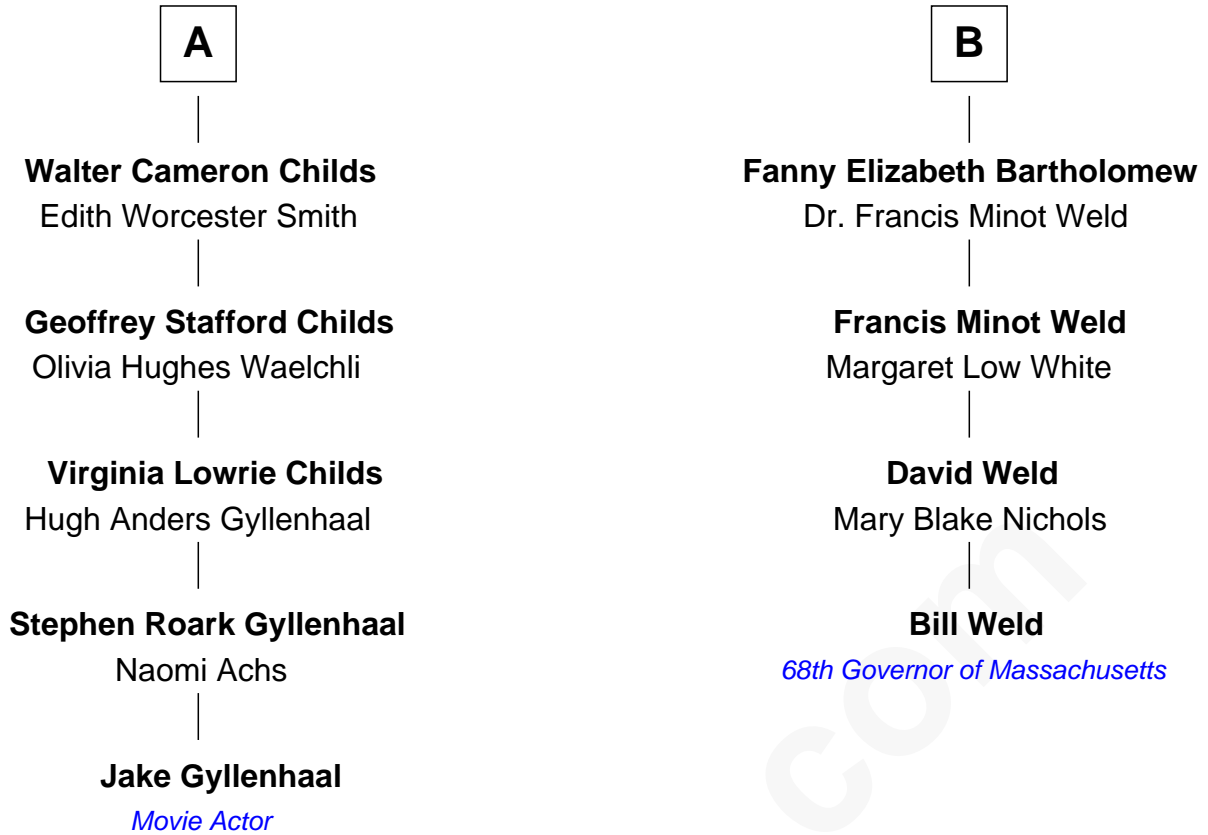 A
Walter Cameron Childs
Edith Worcester Smith
Geoffrey Stafford Childs
Olivia Hughes Waelchli
Virginia Lowrie Childs
Hugh Anders Gyllenhaal
Stephen Roark Gyllenhaal
Naomi Achs
Jake Gyllenhaal
Movie Actor
B
Fanny Elizabeth Bartholomew
Dr. Francis Minot Weld
Francis Minot Weld
Margaret Low White
David Weld
Mary Blake Nichols
Bill Weld
68th Governor of Massachusetts
com